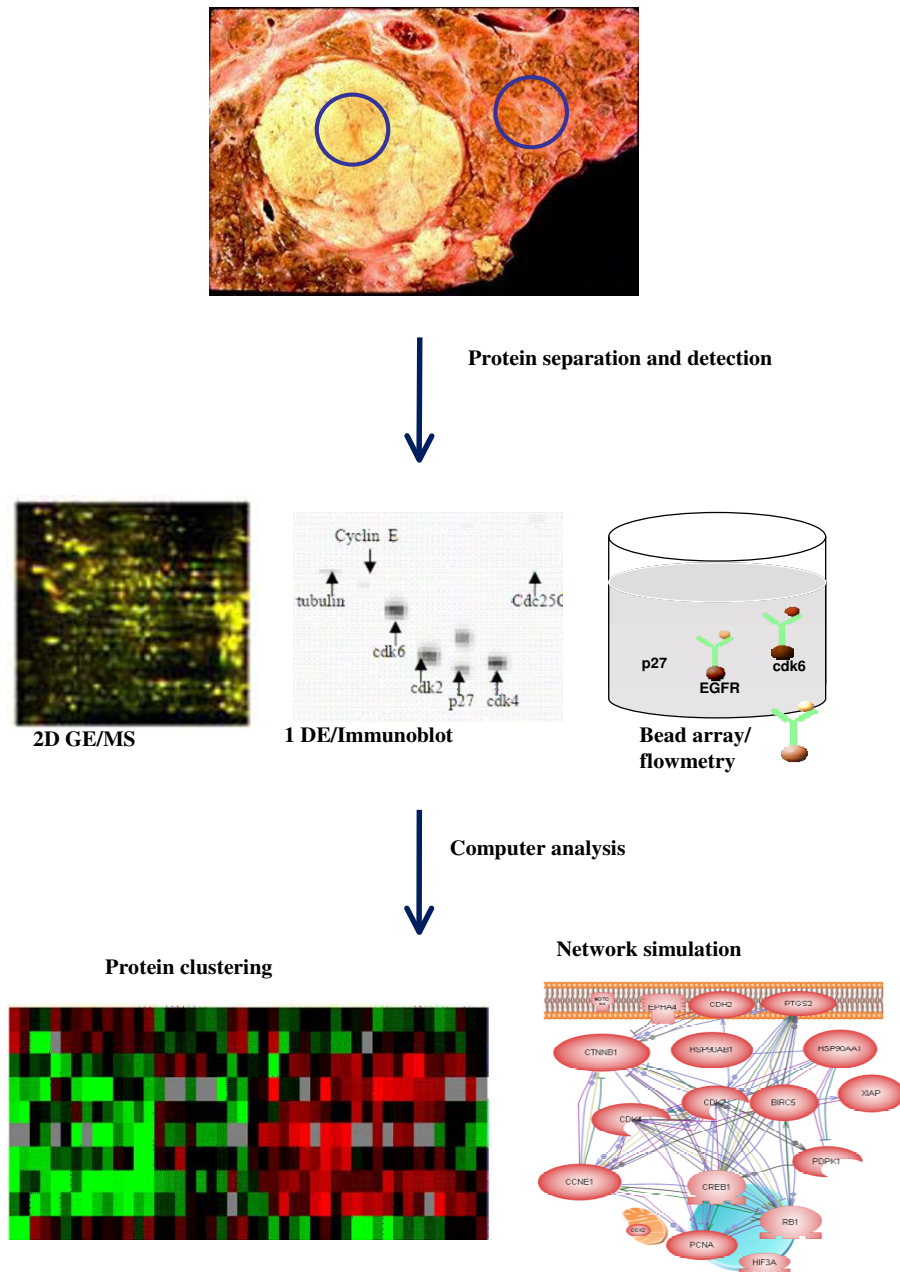 Protein separation and detection
Cyclin E
tubulin
Cdc25C
cdk6
cdk2
p27
cdk4
p27
EGFR
cdk6
2D GE/MS
1 DE/Immunoblot
Bead array/
flowmetry
Computer analysis
Network simulation
Protein clustering
EPHA4
CDH2
PTGS2
CTNNB1
HSP90AB1
HSP90AA1
XIAP
CDK2
BIRC5
CDK4
PDPK1
CCNE1
CREB1
RB1
PCNA
HIF3A